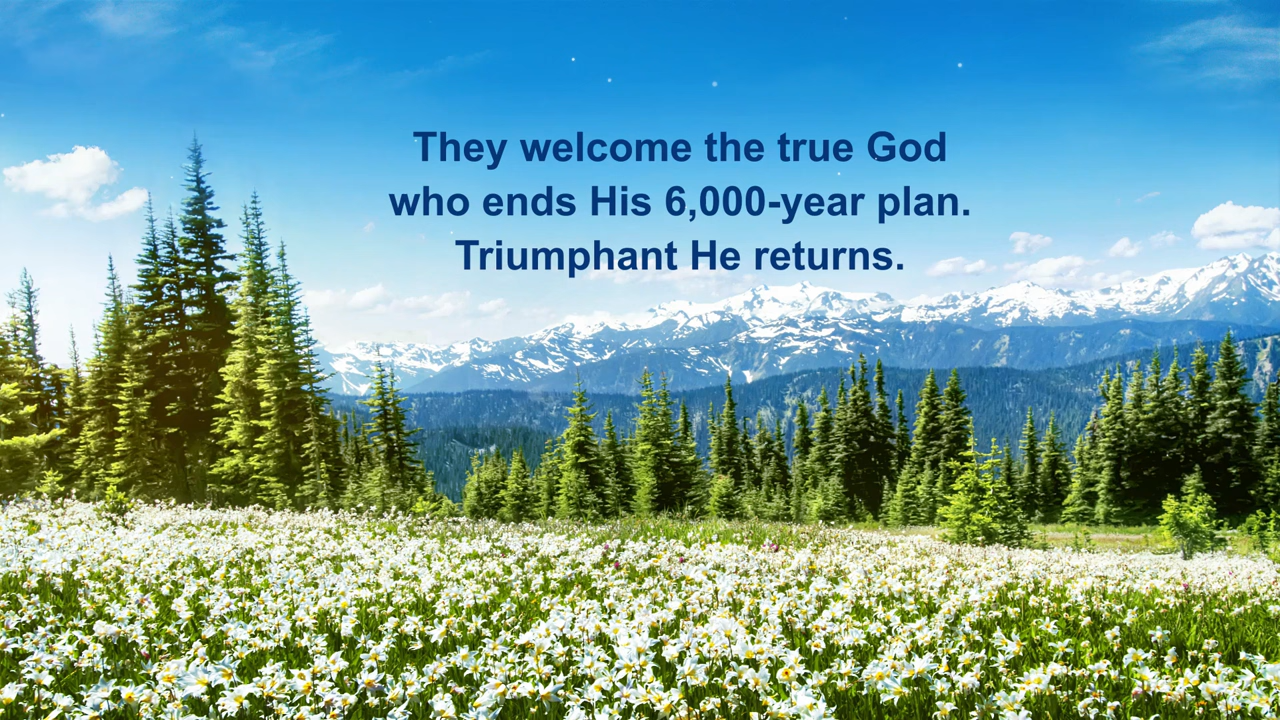 They welcome the true God
who ends His 6,000-year plan.
Triumphant He returns.